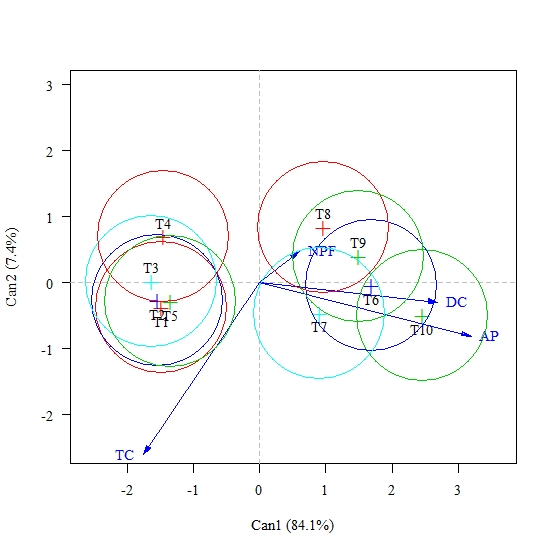 3
2
1
0
-1
-2
Can2 (7.4%)
T8
T4
T9
NPF
T3
T6
DC
T2
T5
T1
T7
T10
AP
TC
-2 -1 0 1 2 3
Can1 (84.1%)